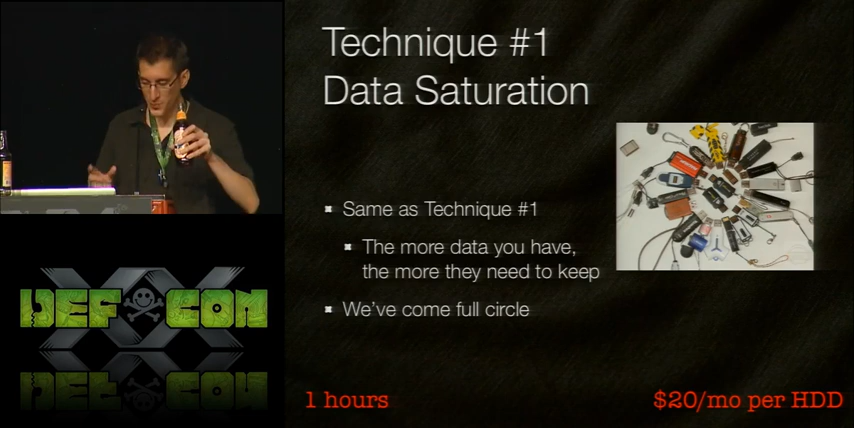 Technique #1
Data Saturation
Same as Technique #1
The more data you have,
the more they need to keep
We've come full circle
1 hours
$20/mo per HDD
XX
DEF CON